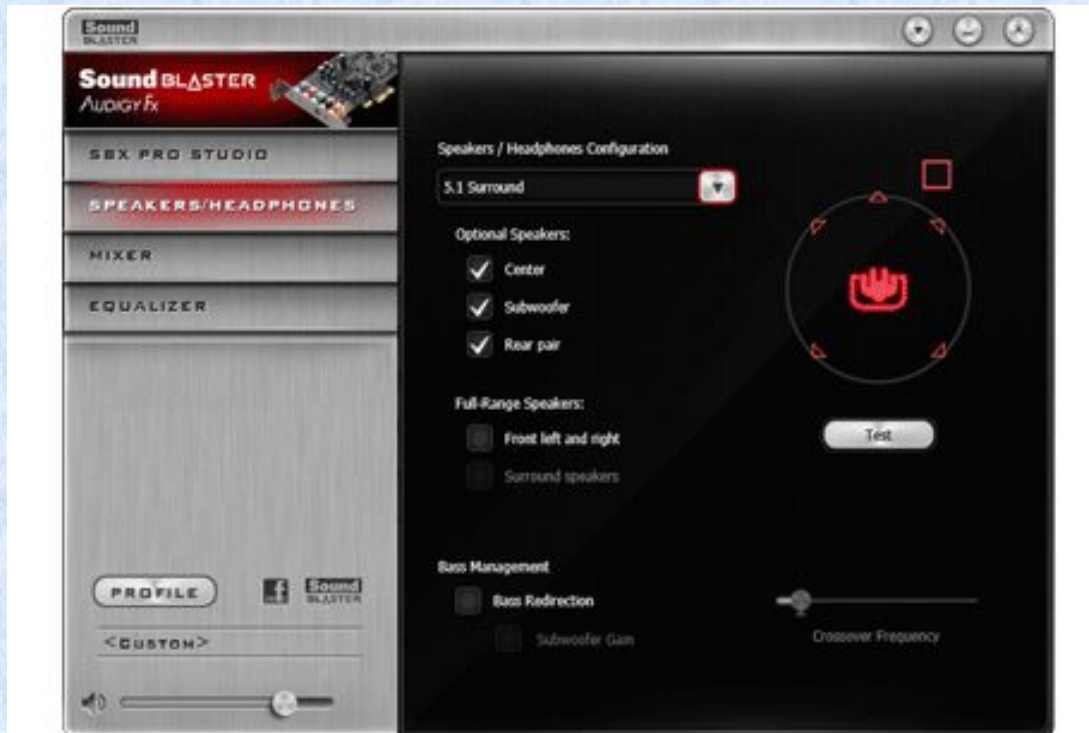 Sound
BLASTER
Sound BLASTER
AUDIGY Fx
SBX PRO STUDIO
SPEAKERS/HEADPHONES
MIXER
EQUALIZER
PROFILE
f
Sound
BLASTER
<CUSTOM>
Speakers / Headphones Configuration
5.1 Surround
Optional Speakers:
Center
Subwoofer
Rear pair
Full-Range Speakers:
Front left and right
Surround speakers
Test
Bass Management
Bass Redirection
Subwoofer Gain
Crossover Frequency